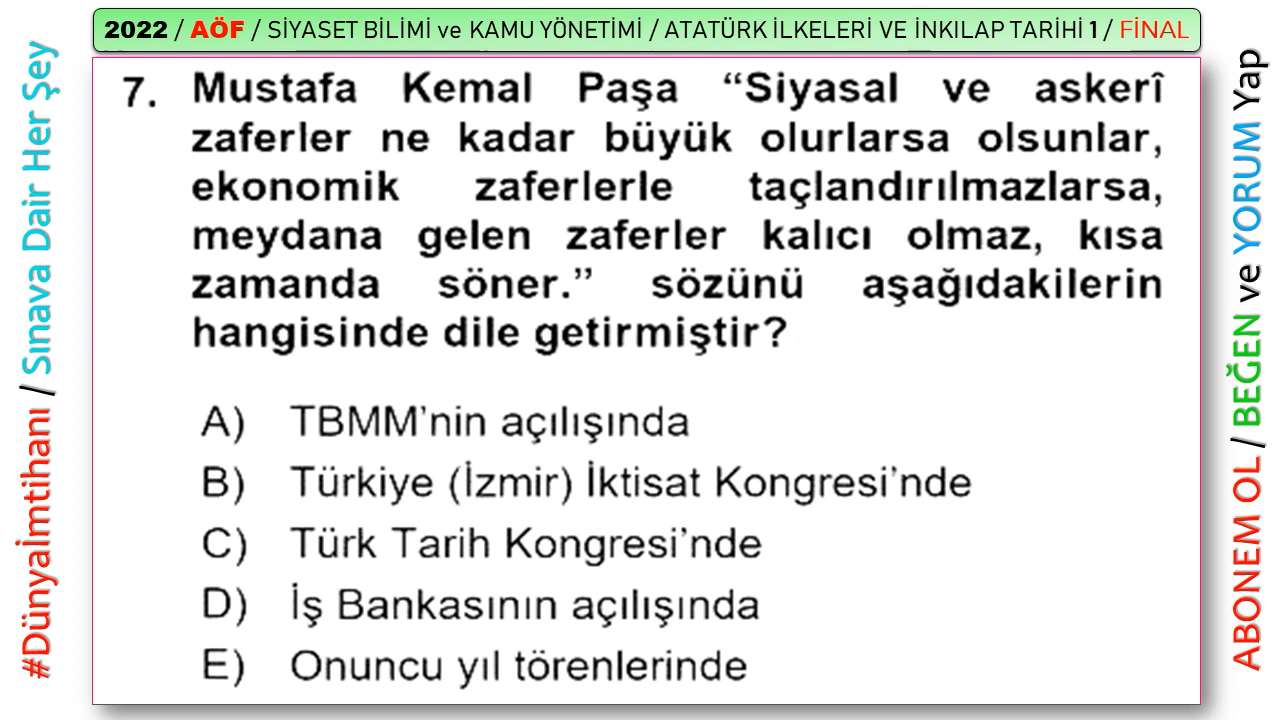 2022 / AÖF / SİYASET BİLİMİ ve KAMU YÖNETİMİ / ATATÜRK İLKELERİ VE İNKILAP TARİHİ 1 / FİNAL
#Dünyaİmtihanı / Sınava Dair Her Şey
7. Mustafa Kemal Paşa “Siyasal ve askerî
zaferler ne kadar büyük olurlarsa olsunlar,
ekonomik zaferlerle taçlandırılmazlarsa,
meydana gelen zaferler kalıcı olmaz, kısa
zamanda söner.” sözünü aşağıdakilerin
hangisinde dile getirmiştir?
A) TBMM’nin açılışında
B) Türkiye (İzmir) İktisat Kongresi’nde
C) Türk Tarih Kongresi’nde
D) İş Bankasının açılışında
E) Onuncu yıl törenlerinde
ABONEM OL / BEĞEN ve YORUM Yap